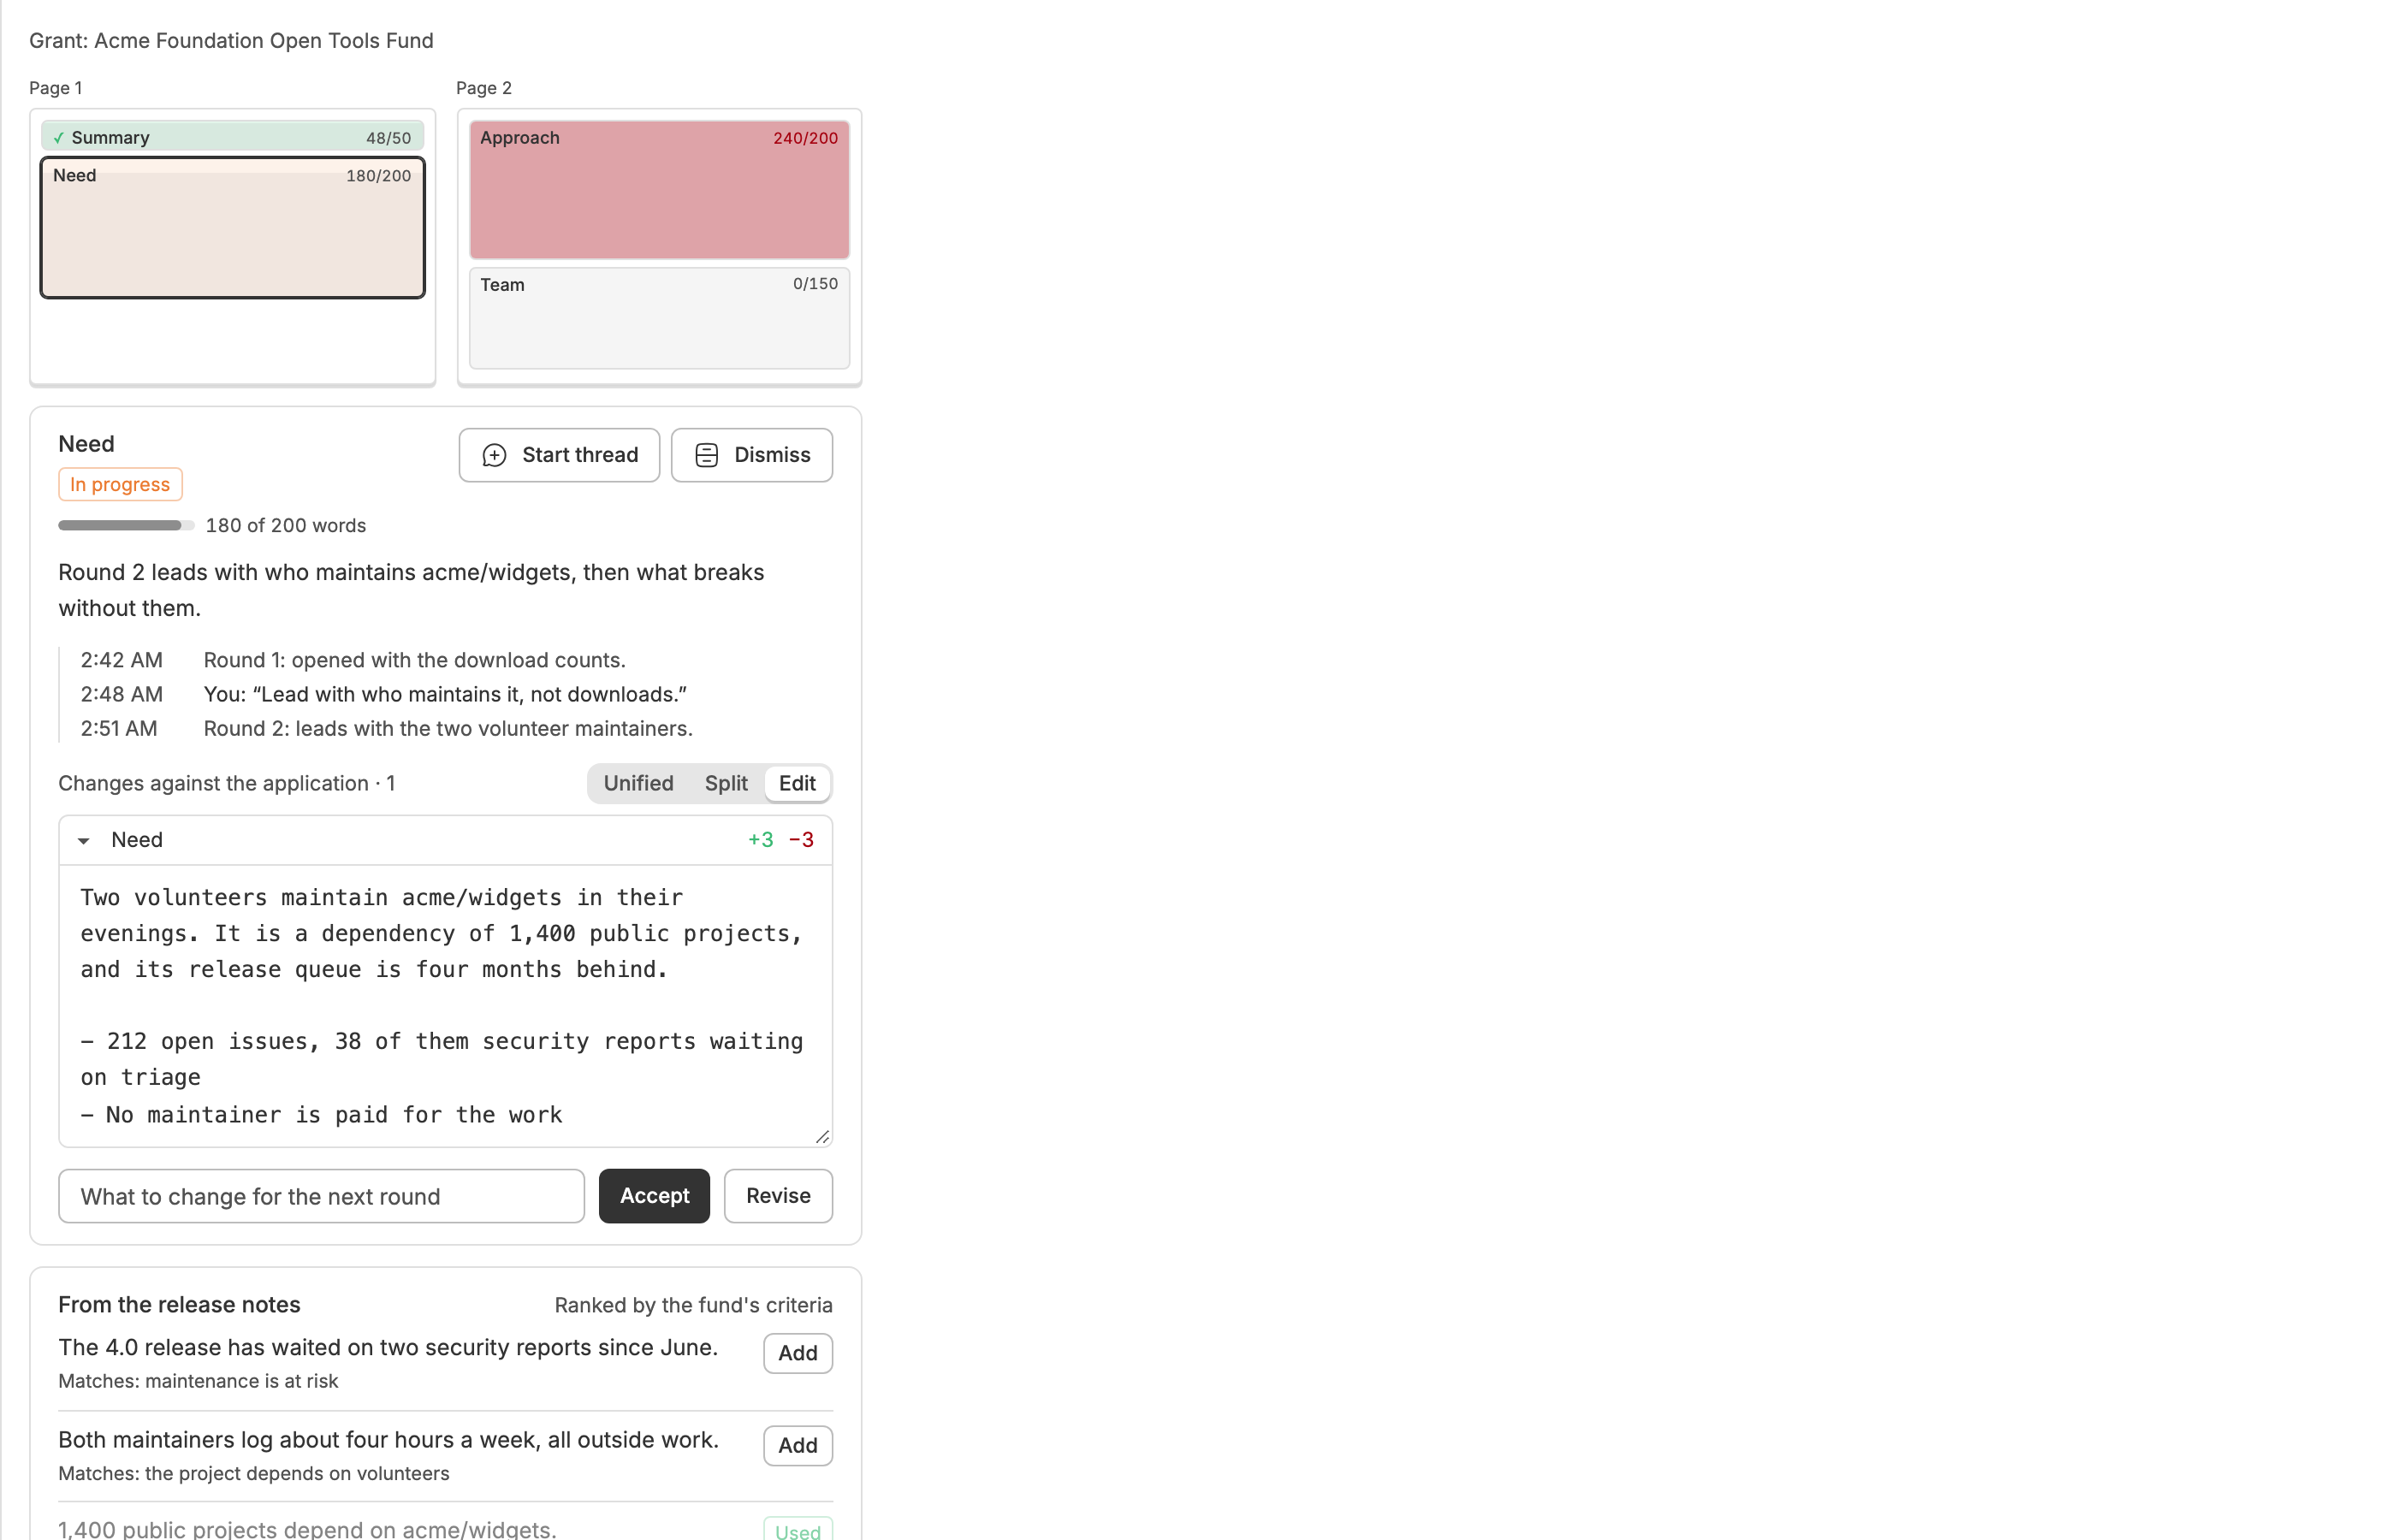 Grant: Acme Foundation Open Tools Fund
Page 1
Page 2
✓ Summary 48/50
Need 180/200
Approach 240/200
Team 0/150
Need
Start thread
Dismiss
In progress
180 of 200 words
Round 2 leads with who maintains acme/widgets, then what breaks
without them.
2:42 AM Round 1: opened with the download counts.
2:48 AM You: “Lead with who maintains it, not downloads.”
2:51 AM Round 2: leads with the two volunteer maintainers.
Changes against the application · 1
Unified Split Edit
Need +3 −3
Two volunteers maintain acme/widgets in their
evenings. It is a dependency of 1,400 public projects,
and its release queue is four months behind.
– 212 open issues, 38 of them security reports waiting
on triage
– No maintainer is paid for the work
What to change for the next round
Accept
Revise
From the release notes
Ranked by the fund's criteria
The 4.0 release has waited on two security reports since June.
Add
Matches: maintenance is at risk
Both maintainers log about four hours a week, all outside work.
Add
Matches: the project depends on volunteers
1,400 public projects depend on acme/widgets.
Used